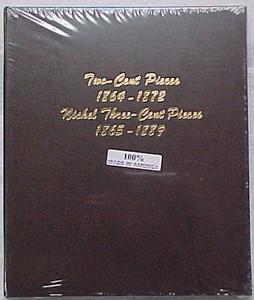 Two-Cent Pieces
1864-1872
Nickel Three-Cent Pieces
1865-1889
100%
MADE IN AMERICA